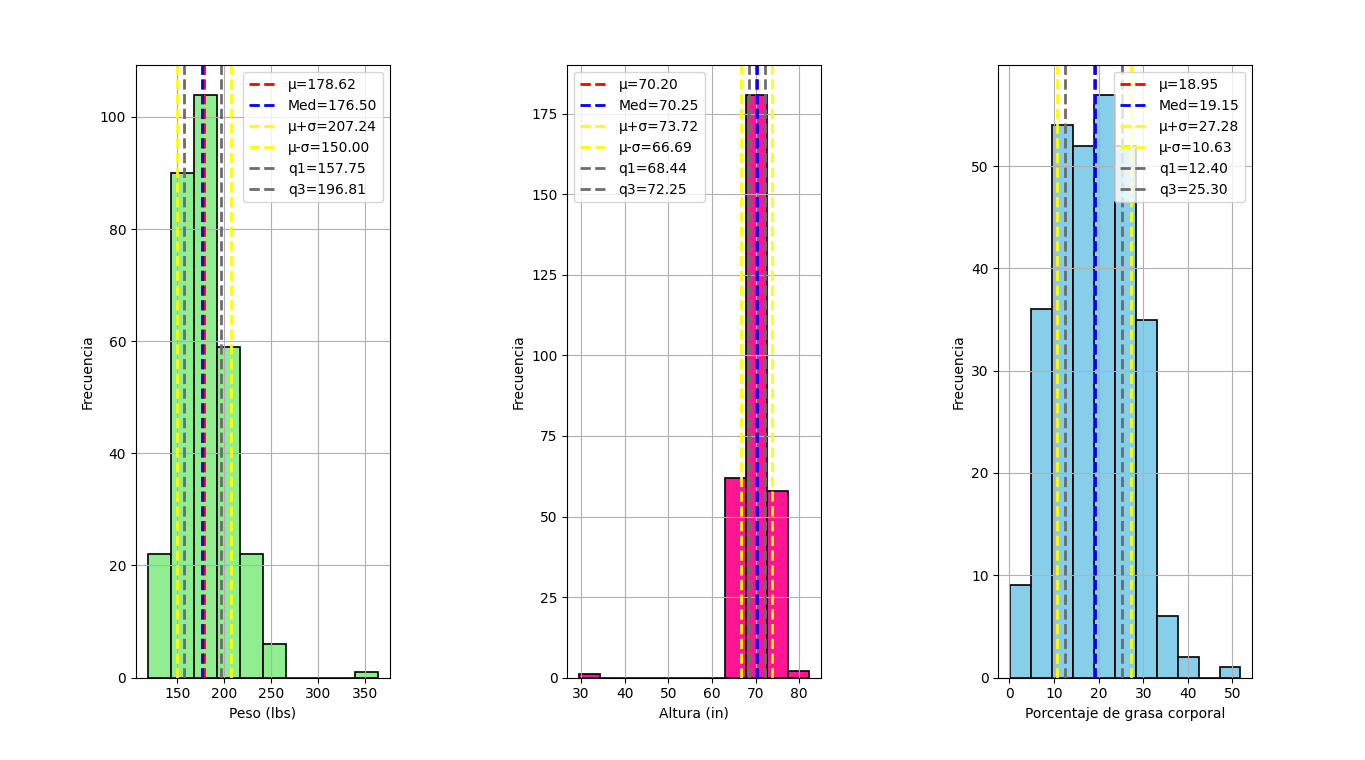 μ=178.62
Med=176.50
μ+σ=207.24
μ-σ=150.00
q1=157.75
q3=196.81
100
80
60
40
20
0
Frecuencia
150 200 250 300 350
Peso (lbs)
μ=70.20
Med=70.25
μ+σ=73.72
μ-σ=66.69
q1=68.44
q3=72.25
175
150
125
100
75
50
25
0
Frecuencia
30 40 50 60 70 80
Altura (in)
μ=18.95
Med=19.15
μ+σ=27.28
μ-σ=10.63
q1=12.40
q3=25.30
50
40
30
20
10
0
Frecuencia
0 10 20 30 40 50
Porcentaje de grasa corporal